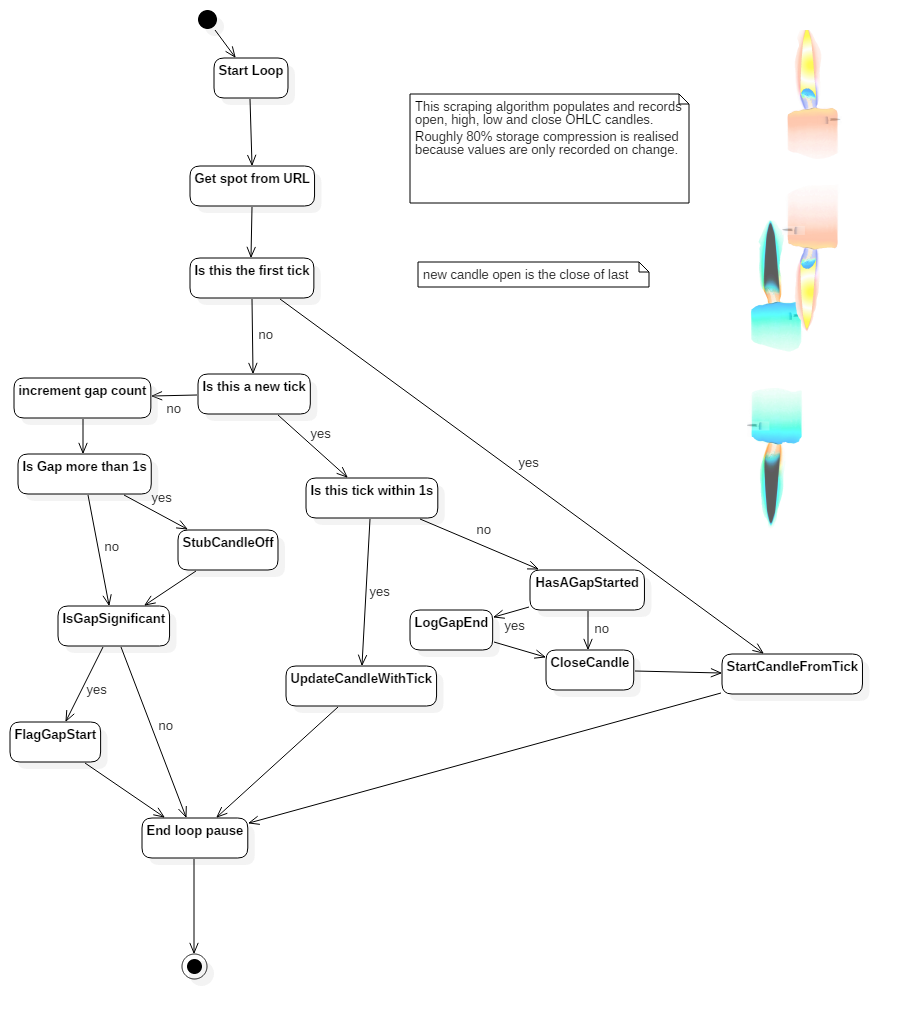 Start Loop
This scraping algorithm populates and records
open, high, low and close OHLC candles.
Roughly 80% storage compression is realised
because values are only recorded on change.
Get spot from URL
Is this the first tick
new candle open is the close of last
no
Is this a new tick
increment gap count
no
yes
Is Gap more than 1s
yes
Is this tick within 1s
yes
no
StubCandleOff
no
HasAGapStarted
yes
IsGapSignificant
LogGapEnd
yes
no
CloseCandle
StartCandleFromTick
UpdateCandleWithTick
yes
no
FlagGapStart
End loop pause